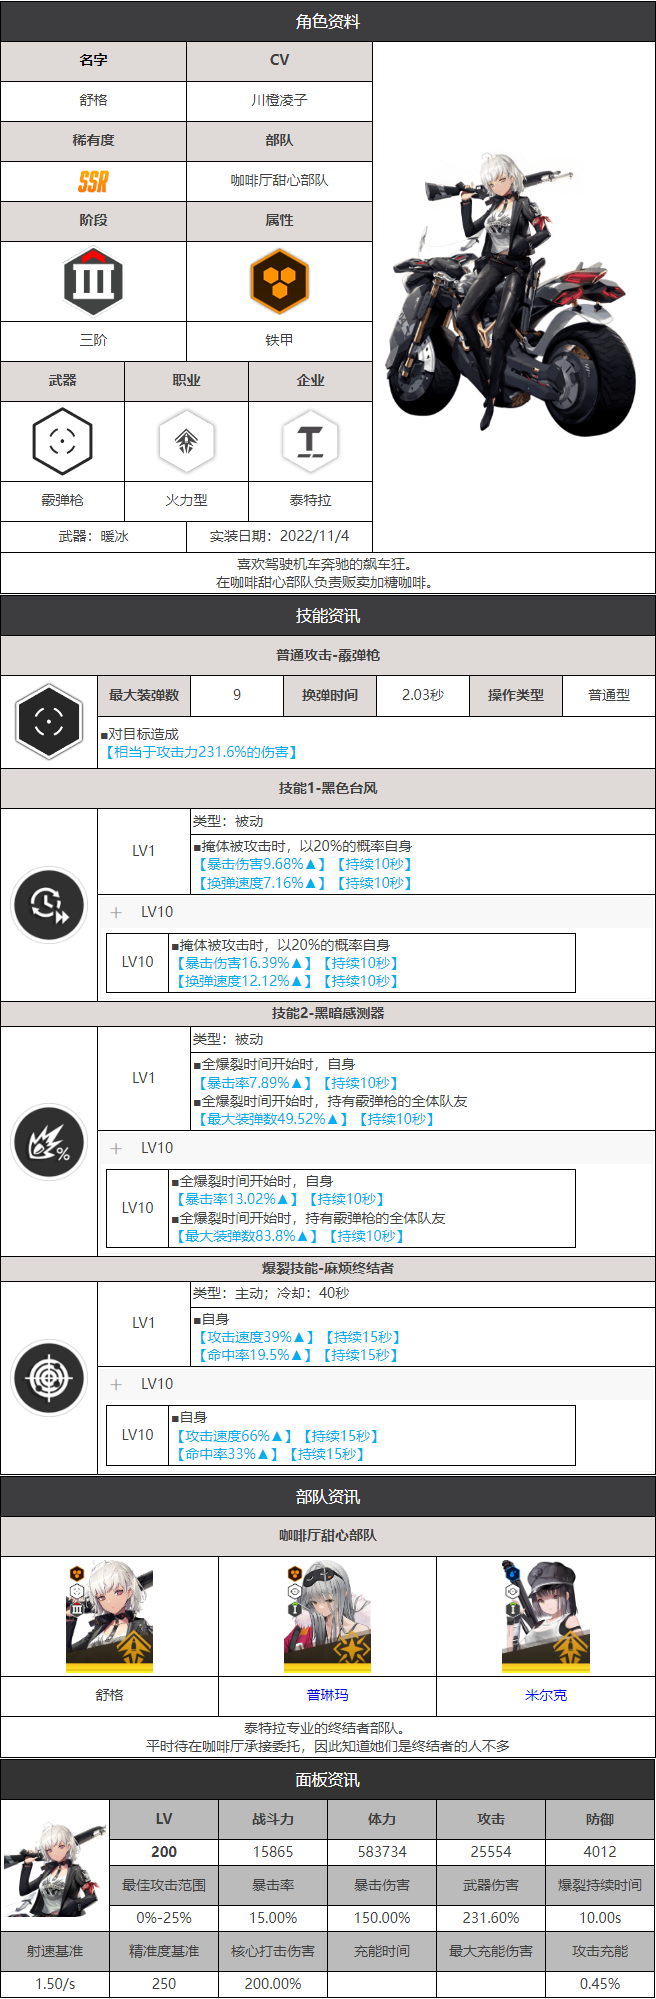 角色资料
名字
CV
舒格
川橙凌子
稀有度
部队
SSR
咖啡厅甜心部队
阶段
属性
三阶
铁甲
武器
职业
企业
霰弹枪
火力型
泰特拉
武器：暖冰
实装日期：2022/11/4
喜欢驾驶机车奔驰的飙车狂。
在咖啡甜心部队负责贩卖加糖咖啡。
技能资讯
普通攻击-霰弹枪
最大装弹数
9
换弹时间
2.03秒
操作类型
普通型
■对目标造成
【相当于攻击力231.6%的伤害】
技能1-黑色台风
LV1
类型：被动
■掩体被攻击时，以20%的概率自身
【暴击伤害9.68%▲】【持续10秒】
【换弹速度7.16%▲】【持续10秒】
+ LV10
LV10
■掩体被攻击时，以20%的概率自身
【暴击伤害16.39%▲】【持续10秒】
【换弹速度12.12%▲】【持续10秒】
技能2-黑暗感测器
LV1
类型：被动
■全爆裂时间开始时，自身
【暴击率7.89%▲】【持续10秒】
■全爆裂时间开始时，持有霰弹枪的全体队友
【最大装弹数49.52%▲】【持续10秒】
+ LV10
LV10
■全爆裂时间开始时，自身
【暴击率13.02%▲】【持续10秒】
■全爆裂时间开始时，持有霰弹枪的全体队友
【最大装弹数83.8%▲】【持续10秒】
爆裂技能-麻烦终结者
LV1
类型：主动；冷却：40秒
■自身
【攻击速度39%▲】【持续15秒】
【命中率19.5%▲】【持续15秒】
+ LV10
LV10
■自身
【攻击速度66%▲】【持续15秒】
【命中率33%▲】【持续15秒】
部队资讯
咖啡厅甜心部队
舒格
普琳玛
米尔克
泰特拉专业的终结者部队。
平时待在咖啡厅承接委托，因此知道她们是终结者的人不多
面板资讯
LV
战斗力
体力
攻击
防御
200
15865
583734
25554
4012
最佳攻击范围
暴击率
暴击伤害
武器伤害
爆裂持续时间
0%-25%
15.00%
150.00%
231.60%
10.00s
射速基准
精准度基准
核心打击伤害
充能时间
最大充能伤害
攻击充能
1.50/s
250
200.00%
0.45%